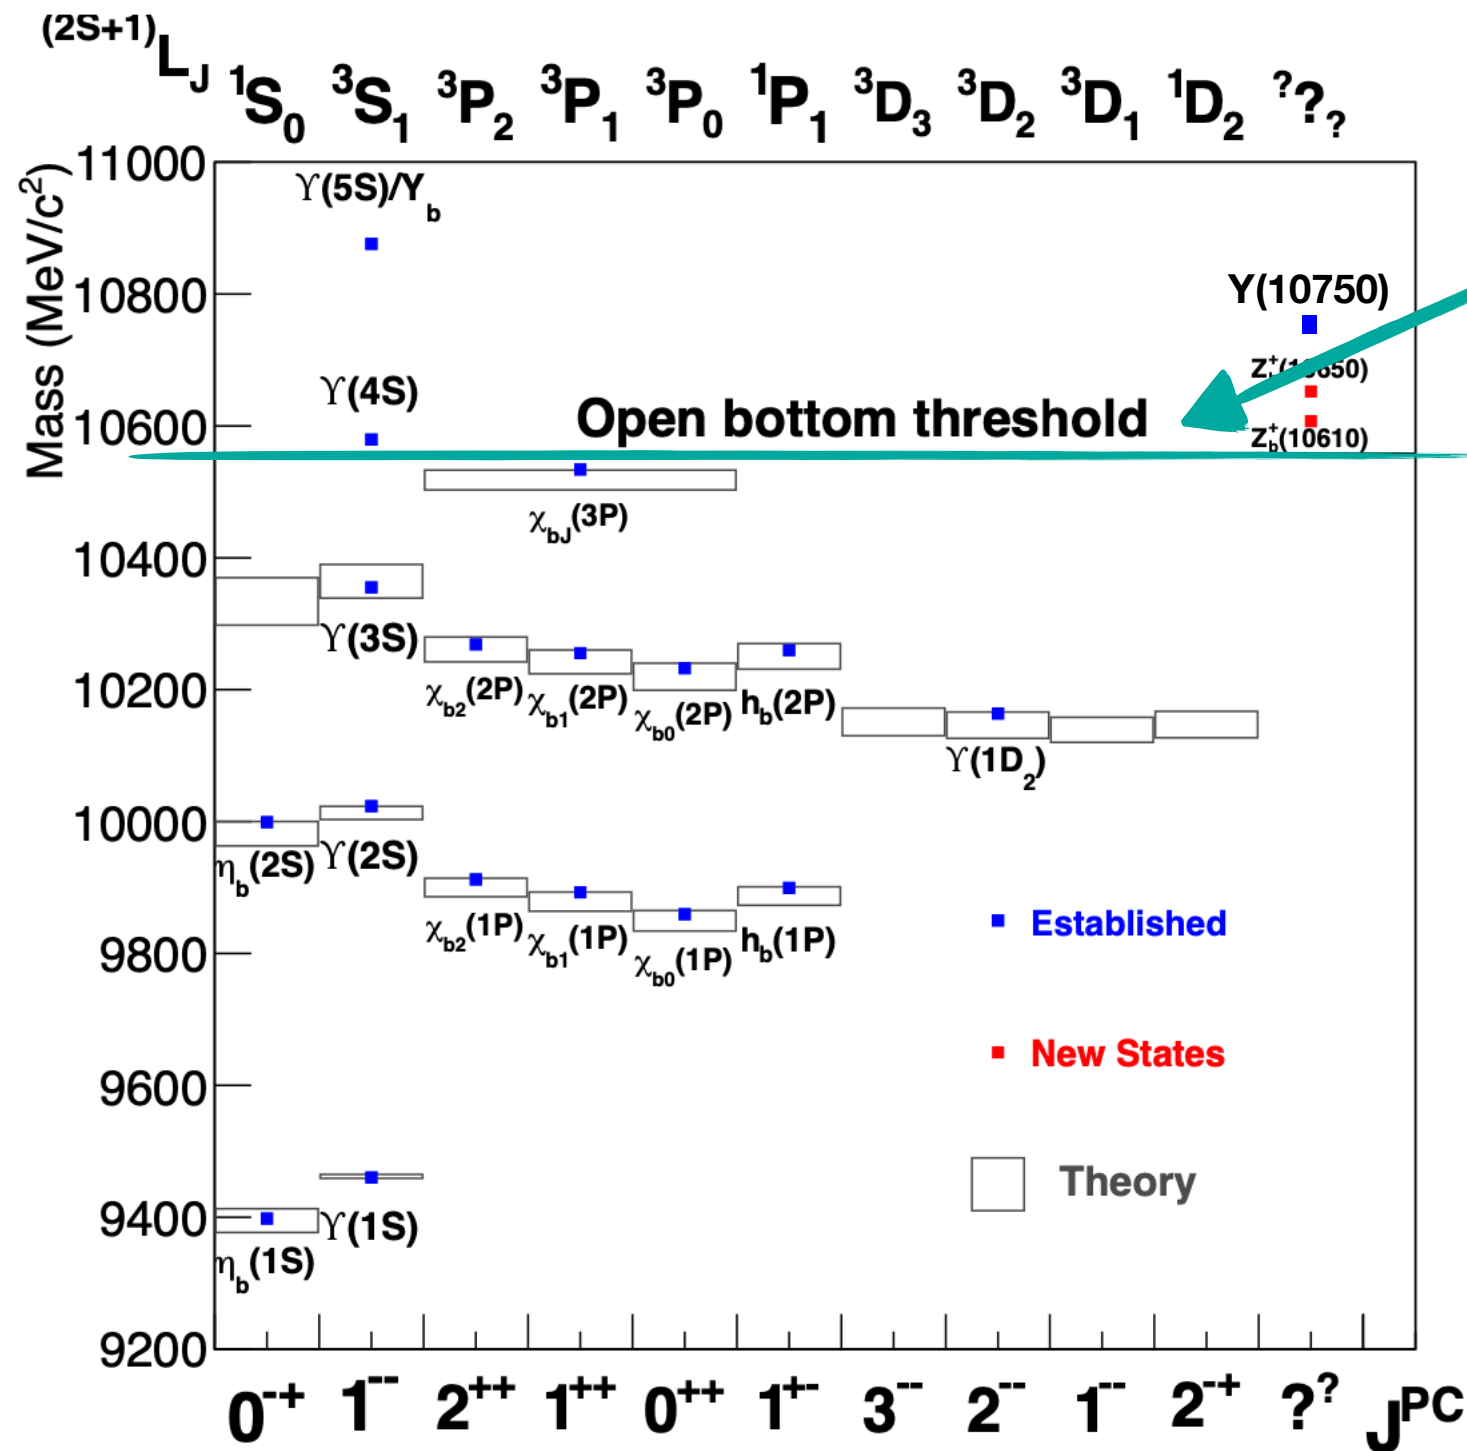 (2S+1)LJ 1S0 3S1 3P2 3P1 3P0 1P1 3D3 3D2 3D1 1D2 ???
Mass (MeV/c2)
11000
ϒ(5S)/Yb
10800
Y(10750)
ϒ(4S)
10600
Open bottom threshold
Zb+(10610)
χbJ(3P)
10400
ϒ(3S)
10200
χb2(2P) χb1(2P) χb0(2P) hb(2P)
ϒ(1D2)
10000
ηb(2S) ϒ(2S)
χb2(1P) χb1(1P) χb0(1P) hb(1P)
Established
9800
New States
9600
Theory
9400
ϒ(1S)
ηb(1S)
9200
0-+ 1-- 2++ 1++ 0++ 1+- 3-- 2-- 1-- 2-+ ?? JPC